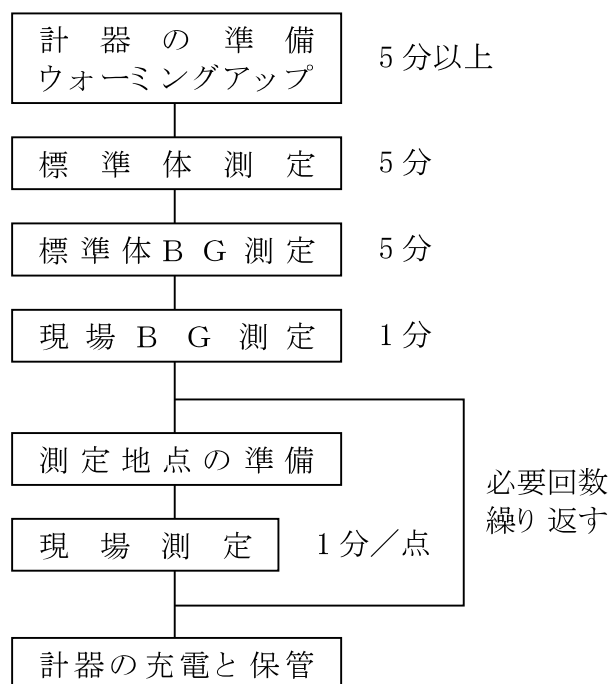 計器の準備
ウォーミングアップ
5分以上
標準体測定
5分
標準体BG測定
5分
現場BG測定
1分
測定地点の準備
現場測定
1分／点
必要回数
繰り返す
計器の充電と保管